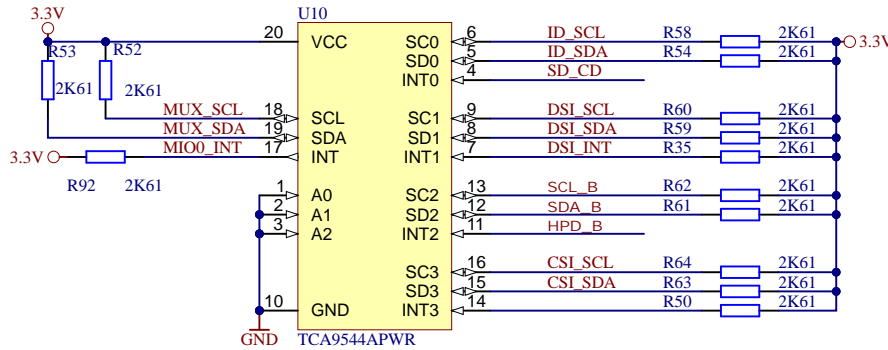 3.3V
U10
R53
R52
2K61
2K61
20
VCC
SC0
6
ID_SCL
R58
2K61
3.3V
SD0
5
ID_SDA
R54
2K61
INT0
4
SD_CD
MUX_SCL
18
SCL
SC1
9
DSI_SCL
R60
2K61
MUX_SDA
19
SDA
SD1
8
DSI_SDA
R59
2K61
3.3V
MIO0_INT
17
INT
INT1
7
DSI_INT
R35
2K61
R92
2K61
1
A0
SC2
13
SCL_B
R62
2K61
2
A1
SD2
12
SDA_B
R61
2K61
3
A2
INT2
11
HPD_B
SC3
16
CSI_SCL
R64
2K61
SD3
15
CSI_SDA
R63
2K61
10
GND
INT3
14
R50
2K61
GND
TCA9544APWR